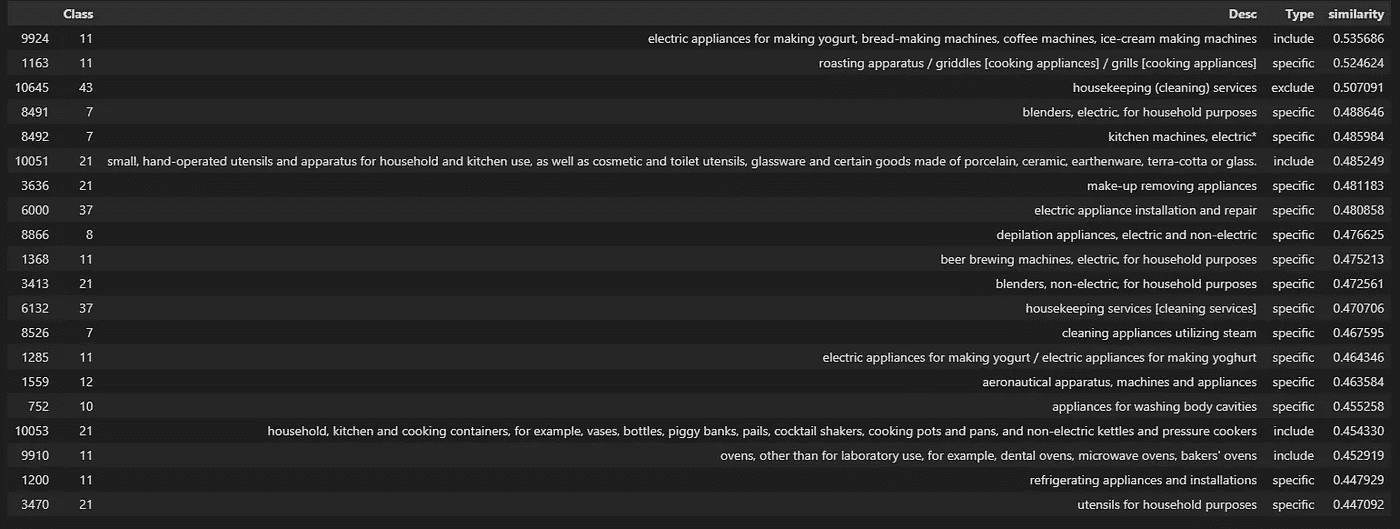 Class Desc Type similarity
9924 11 electric appliances for making yogurt, bread-making machines, coffee machines, ice-cream making machines include 0.535686
1163 11 roasting apparatus / griddles [cooking appliances] / grills [cooking appliances] specific 0.524624
10645 43 housekeeping (cleaning) services exclude 0.507091
8491 7 blenders, electric, for household purposes specific 0.488646
8492 7 kitchen machines, electric* specific 0.485984
10051 21 small, hand-operated utensils and apparatus for household and kitchen use, as well as cosmetic and toilet utensils, glassware and certain goods made of porcelain, ceramic, earthenware, terra-cotta or glass. include 0.485249
3636 21 make-up removing appliances specific 0.481183
6000 37 electric appliance installation and repair specific 0.480858
8866 8 depilation appliances, electric and non-electric specific 0.476625
1368 11 beer brewing machines, electric, for household purposes specific 0.475213
3413 21 blenders, non-electric, for household purposes specific 0.472561
6132 37 housekeeping services [cleaning services] specific 0.470706
8526 7 cleaning appliances utilizing steam specific 0.467595
1285 11 electric appliances for making yogurt / electric appliances for making yoghurt specific 0.464346
1559 12 aeronautical apparatus, machines and appliances specific 0.463584
752 10 appliances for washing body cavities specific 0.455258
10053 21 household, kitchen and cooking containers, for example, vases, bottles, piggy banks, pails, cocktail shakers, cooking pots and pans, and non-electric kettles and pressure cookers include 0.454330
9910 11 ovens, other than for laboratory use, for example, dental ovens, microwave ovens, bakers' ovens include 0.452919
1200 11 refrigerating appliances and installations specific 0.447929
3470 21 utensils for household purposes specific 0.447092